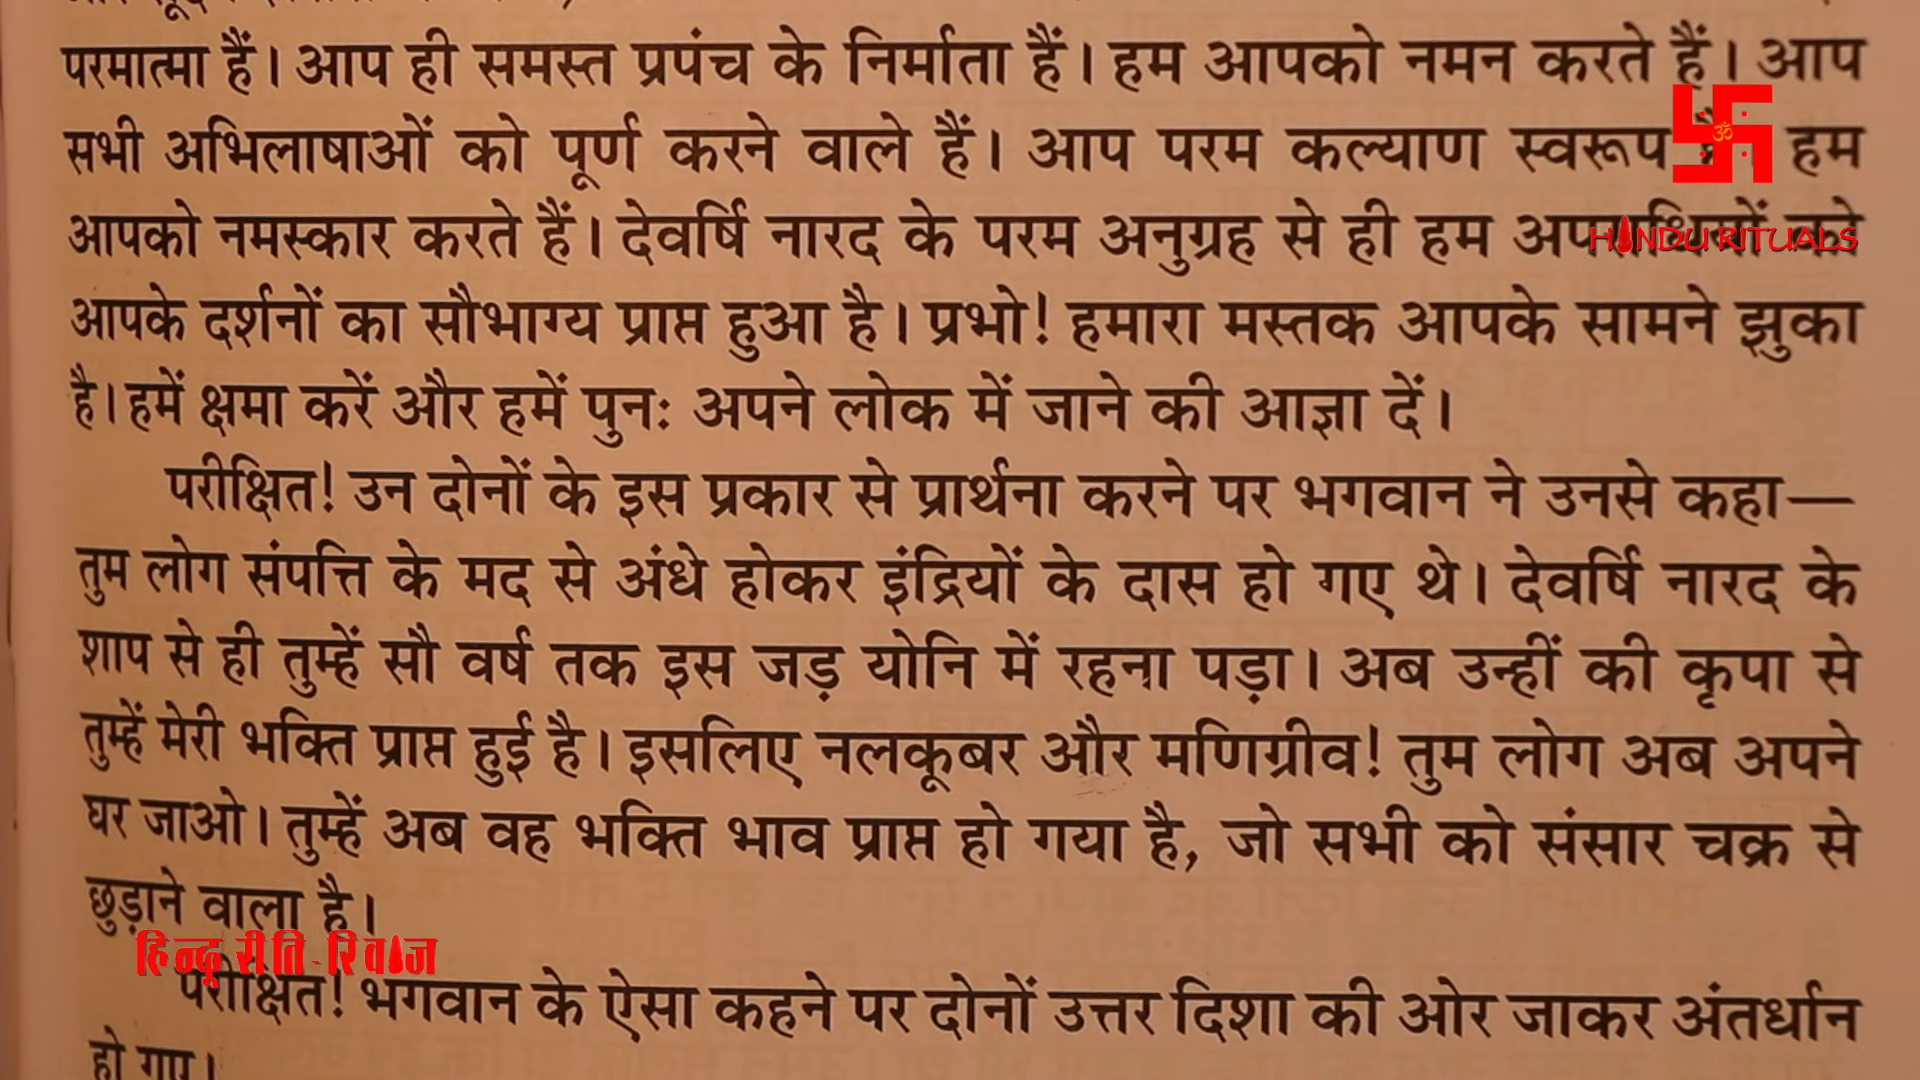 परमात्मा हैं। आप ही समस्त प्रपंच के निर्माता हैं। हम आपको नमन करते हैं। आप
सभी अभिलाषाओं को पूर्ण करने वाले हैं। आप परम कल्याण स्वरूप हम
आपको नमस्कार करते हैं। देवर्षि नारद के परम अनुग्रह से ही हम
HINDU RITUALS
आपके दर्शनों का सौभाग्य प्राप्त हुआ है। प्रभो! हमारा मस्तक आपके सामने झुका
है। हमें क्षमा करें और हमें पुनः अपने लोक में जाने की आज्ञा दें।
परीक्षित! उन दोनों के इस प्रकार से प्रार्थना करने पर भगवान ने उनसे कहा—
तुम लोग संपत्ति के मद से अंधे होकर इंद्रियों के दास हो गए थे। देवर्षि नारद के
शाप से ही तुम्हें सौ वर्ष तक इस जड़ योनि में रहना पड़ा। अब उन्हीं की कृपा से
तुम्हें मेरी भक्ति प्राप्त हुई है। इसलिए नलकूबर और मणिग्रीव! तुम लोग अब अपने
घर जाओ। तुम्हें अब वह भक्ति भाव प्राप्त हो गया है, जो सभी को संसार चक्र से
छुड़ाने वाला है।
हिन्दू रीति-रिवाज
परीक्षित! भगवान के ऐसा कहने पर दोनों उत्तर दिशा की ओर जाकर अंतर्धान
हो गए।